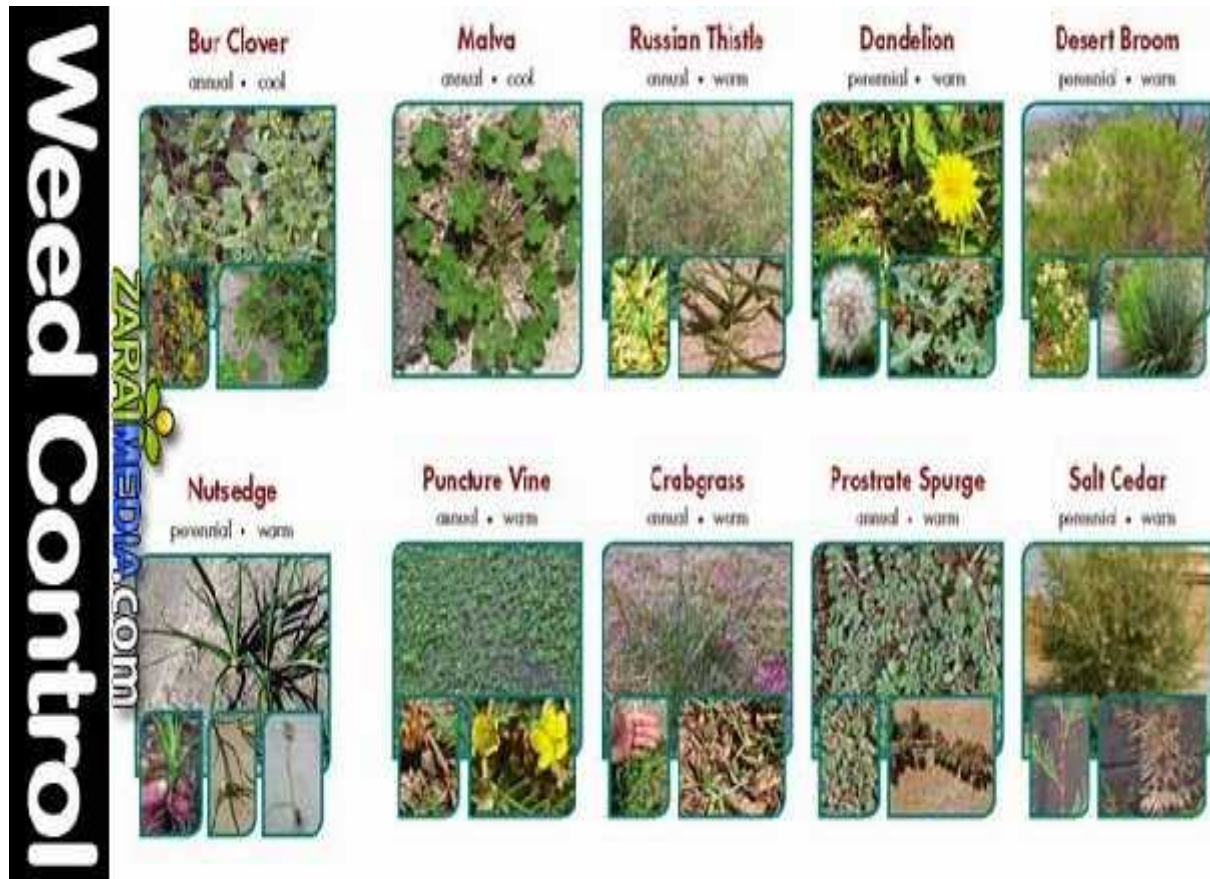 Weed Control
ZARAIMEDIA.com
Bur Clover
annual • cool
Malva
annual • cool
Russian Thistle
annual • warm
Dandelion
perennial • warm
Desert Broom
perennial • warm
Nutsedge
perennial • warm
Puncture Vine
annual • warm
Crabgrass
annual • warm
Prostrate Spurge
annual • warm
Salt Cedar
perennial • warm